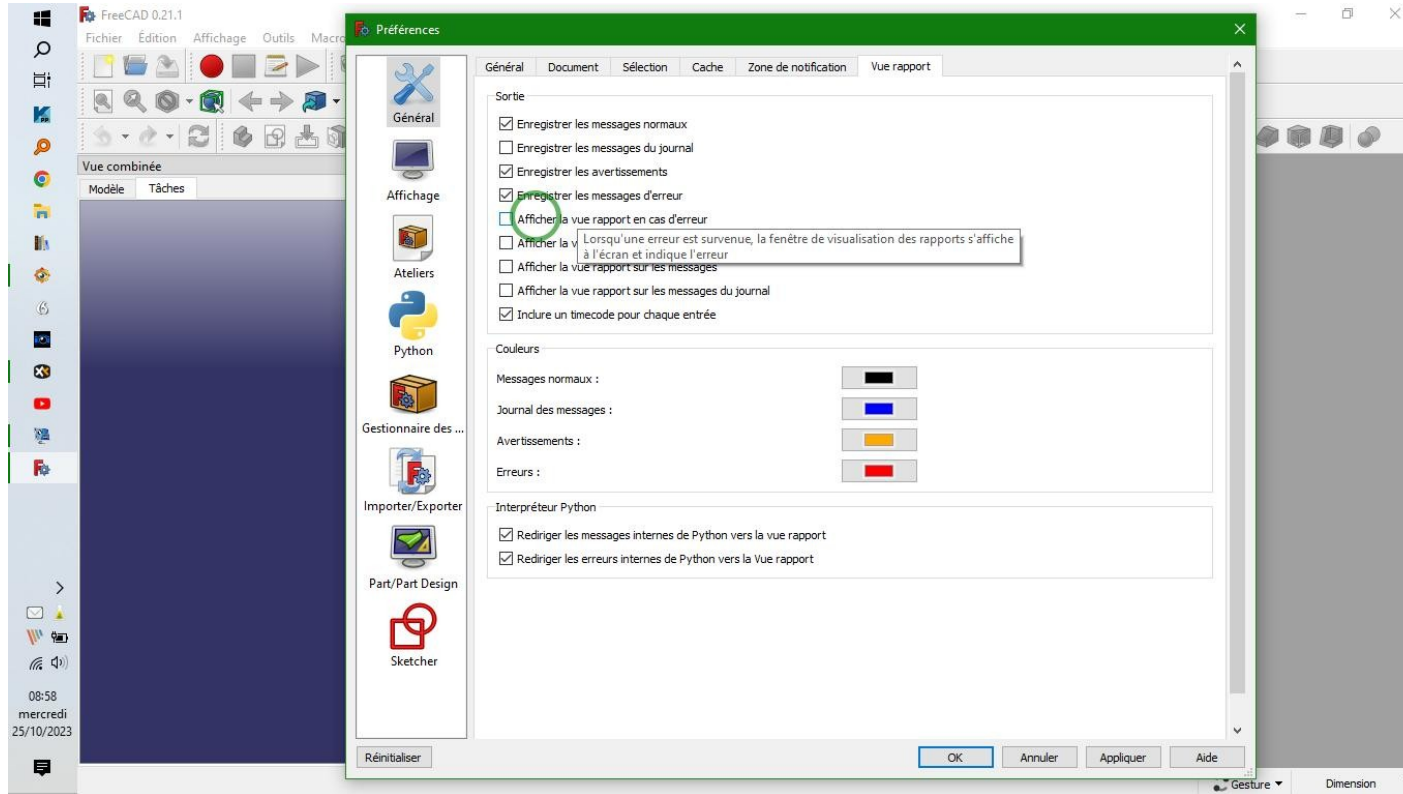 FreeCAD 0.21.1
Fichier Édition Affichage Outils Macro
Vue combinée
Modèle Tâches
Préférences
Général
Affichage
Ateliers
Python
Gestionnaire des ...
Importer/Exporter
Part/Part Design
Sketcher
Général Document Sélection Cache Zone de notification Vue rapport
Sortie
Enregistrer les messages normaux
Enregistrer les messages du journal
Enregistrer les avertissements
Enregistrer les messages d'erreur
Afficher la vue rapport en cas d'erreur
Afficher la v
Lorsqu'une erreur est survenue, la fenêtre de visualisation des rapports s'affiche
à l'écran et indique l'erreur
Afficher la vue rapport sur les messages
Afficher la vue rapport sur les messages du journal
Inclure un timecode pour chaque entrée
Couleurs
Messages normaux :
Journal des messages :
Avertissements :
Erreurs :
Interpréteur Python
Rediriger les messages internes de Python vers la vue rapport
Rediriger les erreurs internes de Python vers la Vue rapport
Réinitialiser OK Annuler Appliquer Aide
Gesture Dimension
08:58
mercredi
25/10/2023